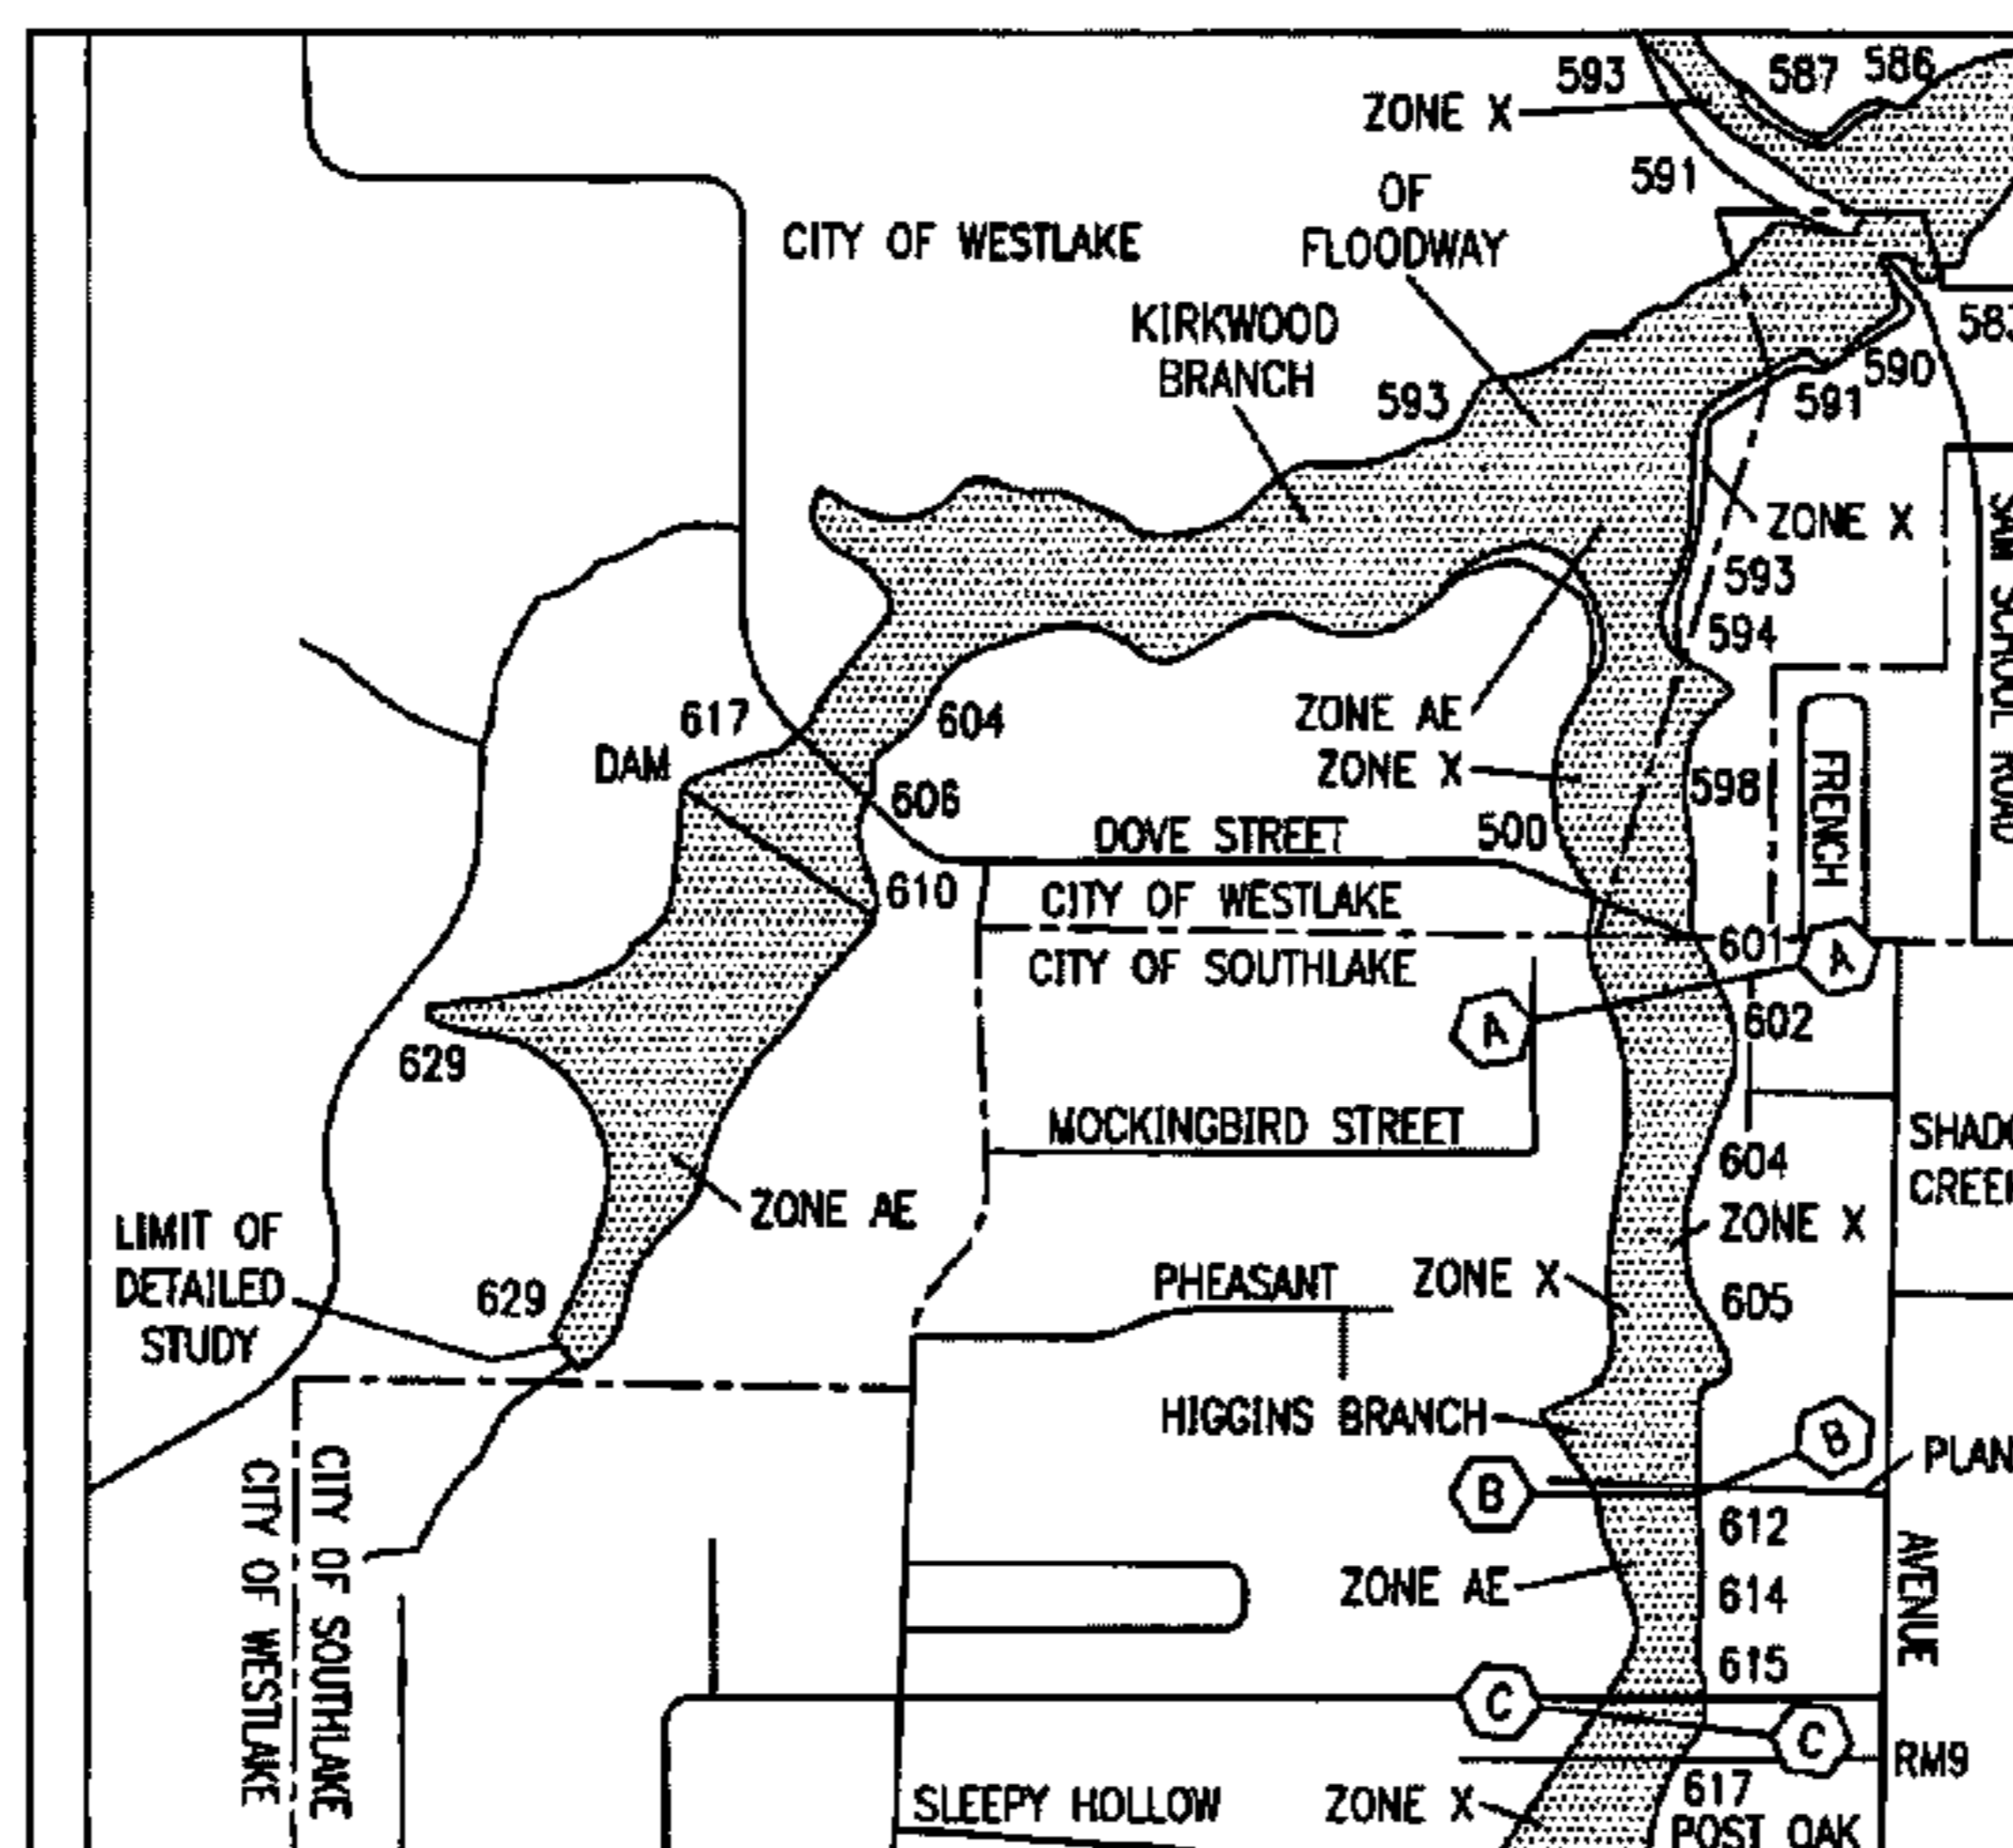 593
587
586
ZONE X
591
OF
FLOODWAY
CITY OF WESTLAKE
KIRKWOOD
BRANCH
593
590
591
ZONE X
593
594
ZONE AE
ZONE X
617
604
DAM
606
598
FRENCH
ROAD
DOVE STREET
500
610
CITY OF WESTLAKE
CITY OF SOUTHLAKE
601
A
A
602
629
MOCKINGBIRD STREET
604
ZONE AE
ZONE X
LIMIT OF
DETAILED
STUDY
629
PHEASANT
ZONE X
605
HIGGINS BRANCH
B
B
612
ZONE AE
614
615
AVENUE
CITY OF SOUTHLAKE
CITY OF WESTLAKE
C
C
RM9
617
SLEEPY HOLLOW
ZONE X
POST OAK